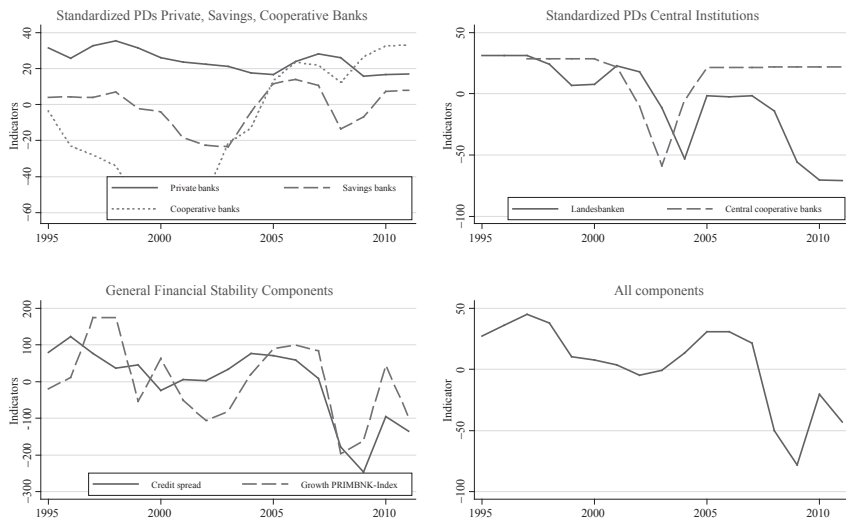 Standardized PDs Private, Savings, Cooperative Banks
40
20
0
−20
−40
−60
Indicators
Private banks
Savings banks
Cooperative banks
1995
2000
2005
2010
Standardized PDs Central Institutions
50
0
−50
−100
Indicators
Landesbanken
Central cooperative banks
1995
2000
2005
2010
General Financial Stability Components
200
100
0
−100
−200
−300
Indicators
Credit spread
Growth PRIMBNK-Index
1995
2000
2005
2010
All components
50
0
−50
−100
Indicator
1995
2000
2005
2010